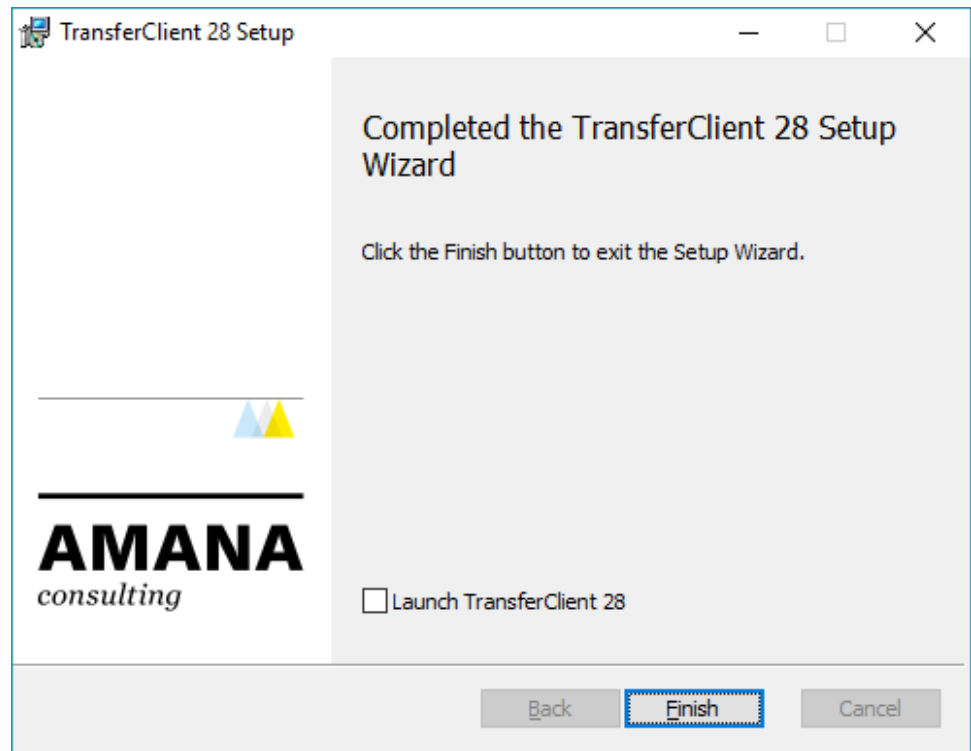 TransferClient 28 Setup
Completed the TransferClient 28 Setup
Wizard
Click the Finish button to exit the Setup Wizard.
AMANA
consulting
Launch TransferClient 28
Back
Finish
Cancel